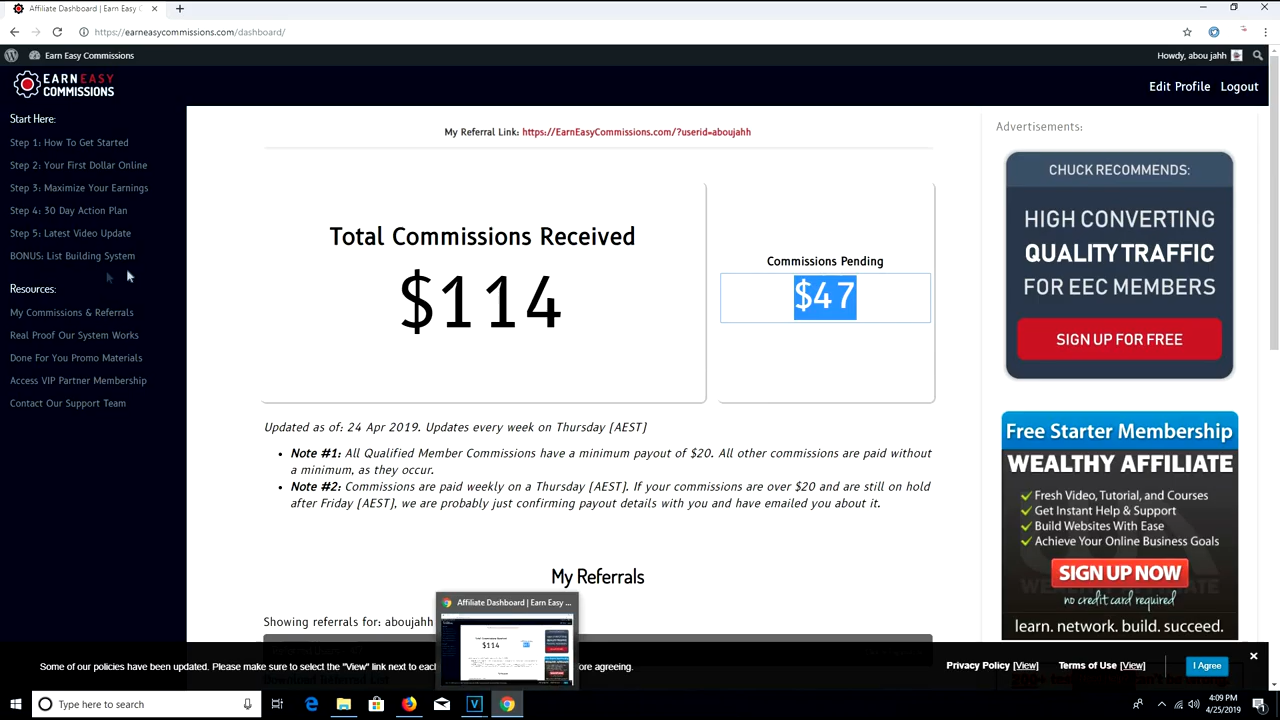 Affiliate Dashboard | Earn Easy C
https://earneasycommissions.com/dashboard/
Earn Easy Commissions
Howdy, abou jahh
EARNEASY
COMMISSIONS
Edit Profile
Logout
Start Here:
Step 1: How To Get Started
Step 2: Your First Dollar Online
Step 3: Maximize Your Earnings
Step 4: 30 Day Action Plan
Step 5: Latest Video Update
BONUS: List Building System
Resources:
My Commissions & Referrals
Real Proof Our System Works
Done For You Promo Materials
Access VIP Partner Membership
Contact Our Support Team
My Referral Link: https://EarnEasyCommissions.com/?userid=aboujahh
Total Commissions Received
$114
Commissions Pending
$47
Updated as of: 24 Apr 2019. Updates every week on Thursday [AEST]
Note #1: All Qualified Member Commissions have a minimum payout of $20. All other commissions are paid without
a minimum, as they occur.
Note #2: Commissions are paid weekly on a Thursday [AEST]. If your commissions are over $20 and are still on hold
after Friday [AEST], we are probably just confirming payout details with you and have emailed you about it.
My Referrals
Showing referrals for: aboujahh
Advertisements:
CHUCK RECOMMENDS:
HIGH CONVERTING
QUALITY TRAFFIC
FOR EEC MEMBERS
SIGN UP FOR FREE
Free Starter Membership
WEALTHY AFFILIATE
Fresh Video, Tutorial, and Courses
Get Instant Help & Support
Build Websites With Ease
Achieve Your Online Business Goals
SIGN UP NOW
no credit card required
learn. network. build. success.
Affiliate Dashboard | Earn Easy ...
$114
Some of our policies have been updated. Please make sure to select the "View" link next to each
ore agreeing.
Privacy Policy [View]
Terms of Use [View]
I Agree
Type here to search
4:09 PM
4/25/2019